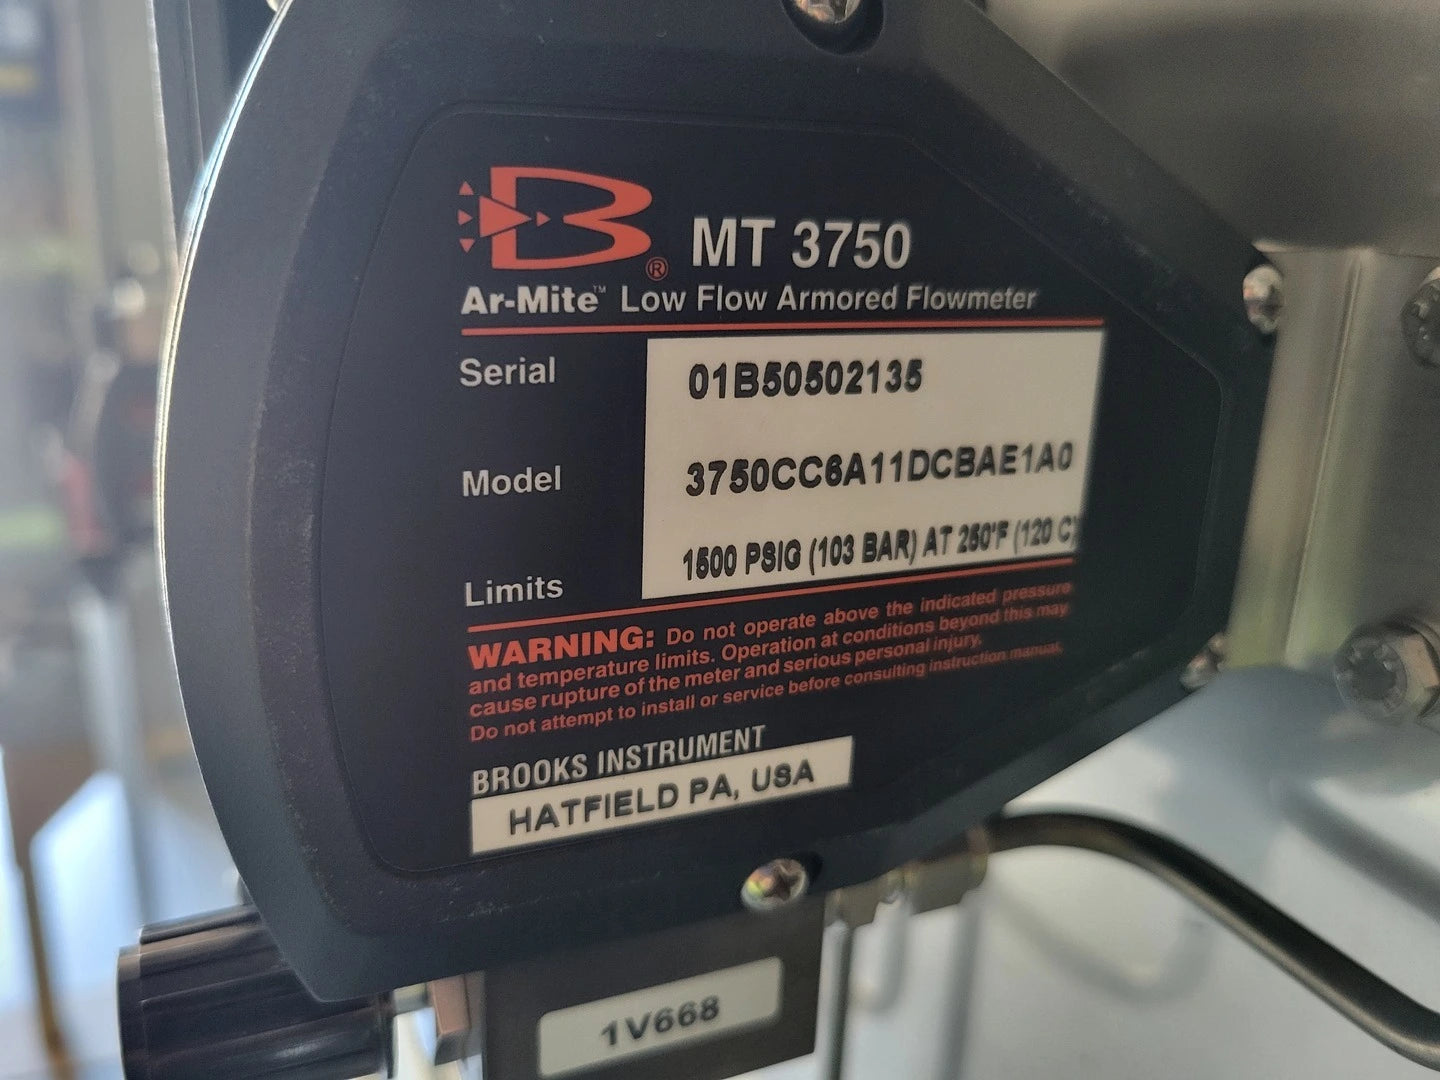 B®
MT 3750
Ar-Mite™ Low Flow Armored Flowmeter
Serial 01B50502135
Model 3750CC6A11DCBAE1A0
Limits 1500 PSIG (103 BAR) AT 250'F (120 C)
WARNING: Do not operate above the indicated pressure
and temperature limits. Operation at conditions beyond this may
cause rupture of the meter and serious personal injury.
Do not attempt to install or service before consulting instruction manual.
BROOKS INSTRUMENT
HATFIELD PA, USA
1V668